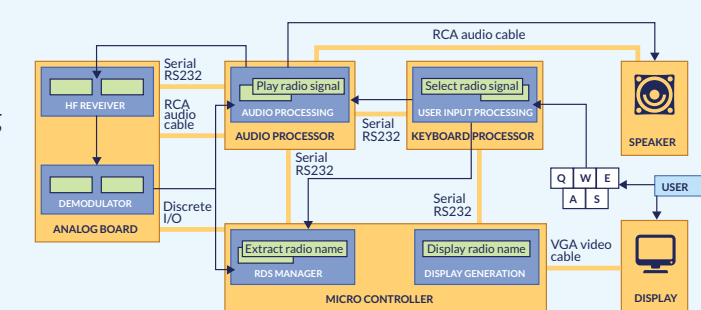 RCA audio cable
Serial
RS232
Play radio signal
Select radio signal
HF REVEIVER
AUDIO PROCESSING
USER INPUT PROCESSING
RCA
audio
cable
Serial
RS232
AUDIO PROCESSOR
KEYBOARD PROCESSOR
SPEAKER
Serial
RS232
Q W E
A S
USER
DEMODULATOR
Discrete
I/O
Serial
RS232
ANALOG BOARD
Extract radio name
Display radio name
VGA video
cable
RDS MANAGER
DISPLAY GENERATION
MICRO CONTROLLER
DISPLAY